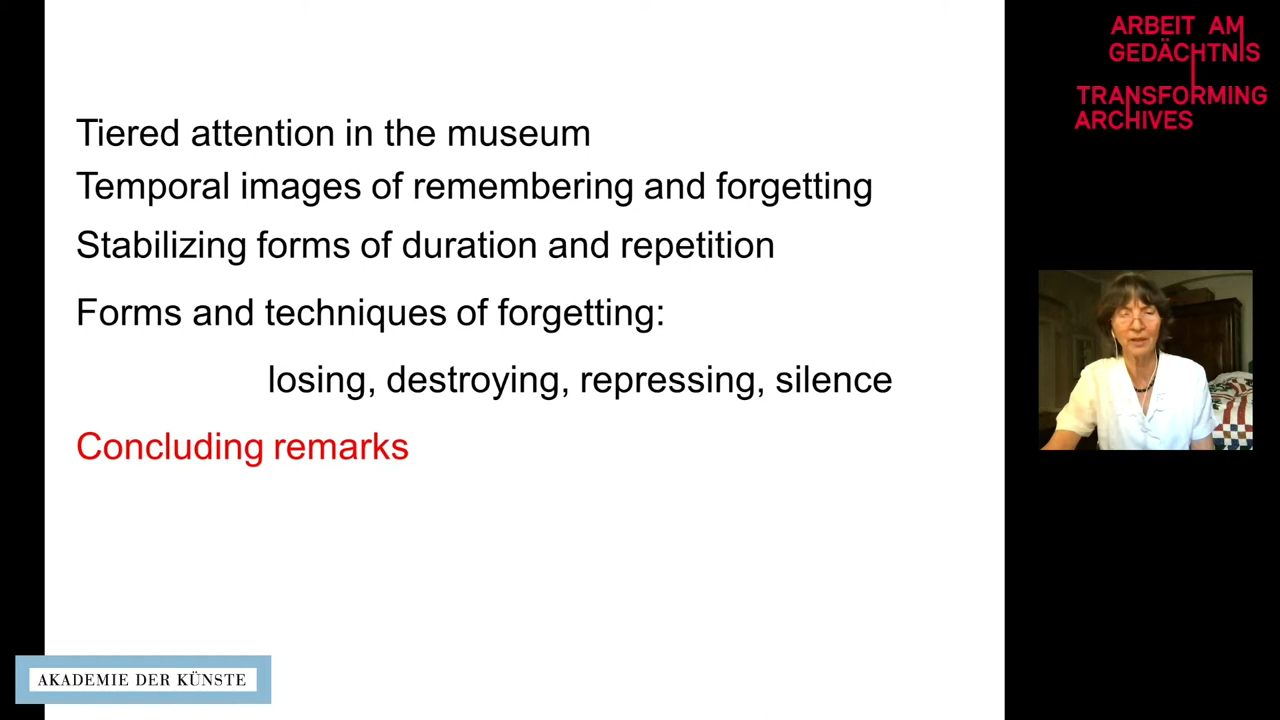 Tiered attention in the museum
Temporal images of remembering and forgetting
Stabilizing forms of duration and repetition
Forms and techniques of forgetting:
losing, destroying, repressing, silence
Concluding remarks
ARBEIT AM
GEDÄCHTNIS
TRANSFORMING
ARCHIVES
AKADEMIE DER KÜNSTE